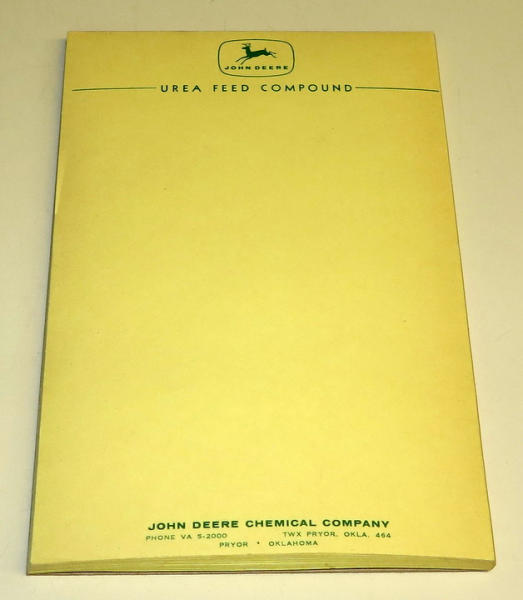 JOHN DEERE
UREA FEED COMPOUND
JOHN DEERE CHEMICAL COMPANY
PHONE VA 5-2000 TWX PRYOR, OKLA. 464
PRYOR • OKLAHOMA